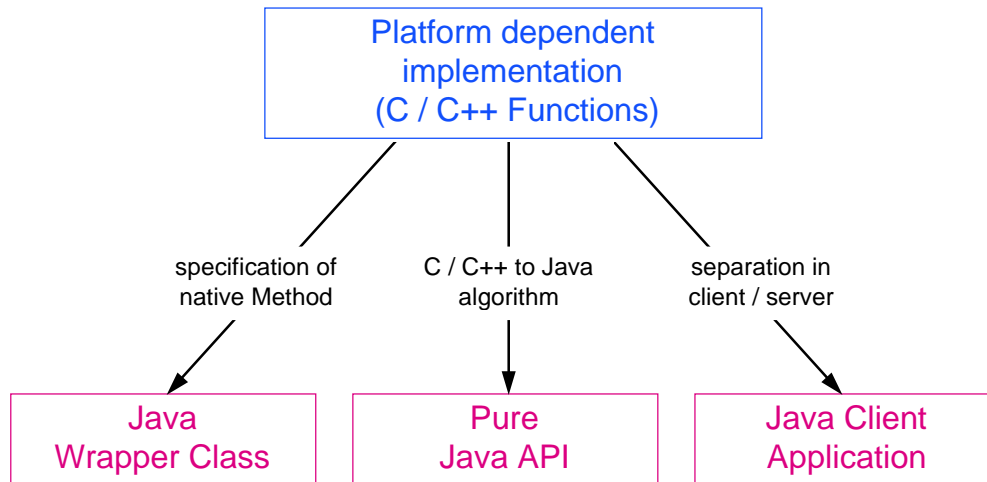 Platform dependent
implementation
(C / C++ Functions)
specification of
native Method
C / C++ to Java
algorithm
separation in
client / server
Java
Wrapper Class
Pure
Java API
Java Client
Application